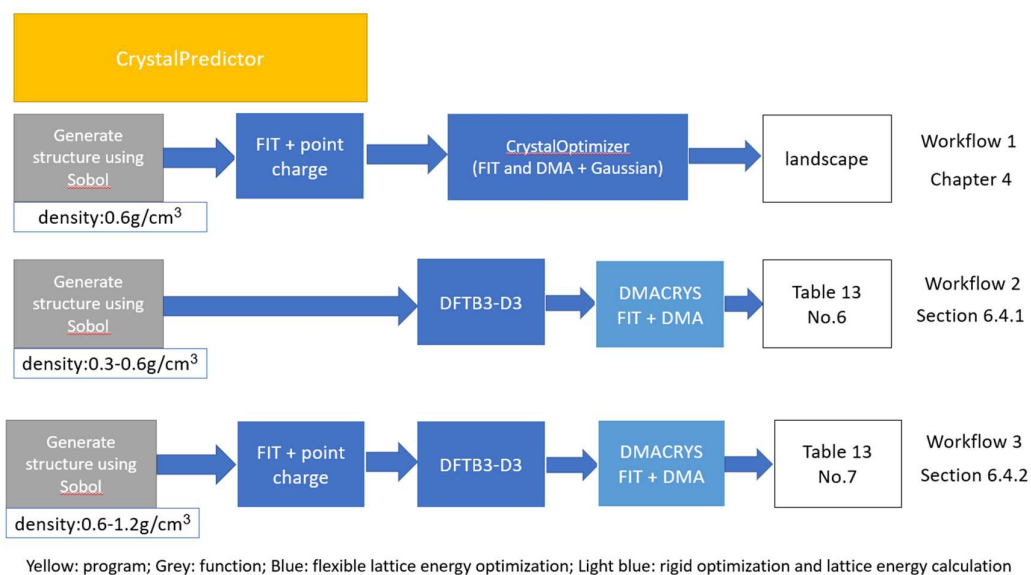 CrystalPredictor
Generate
structure using
Sobol
density:0.6g/cm³
FIT + point
charge
CrystalOptimizer
(FIT and DMA + Gaussian)
landscape
Workflow 1
Chapter 4
Generate
structure using
Sobol
density:0.3-0.6g/cm³
DFTB3-D3
DMACRYS
FIT + DMA
Table 13
No.6
Workflow 2
Section 6.4.1
Generate
structure using
Sobol
density:0.6-1.2g/cm³
FIT + point
charge
DFTB3-D3
DMACRYS
FIT + DMA
Table 13
No.7
Workflow 3
Section 6.4.2
Yellow: program; Grey: function; Blue: flexible lattice energy optimization; Light blue: rigid optimization and lattice energy calculation